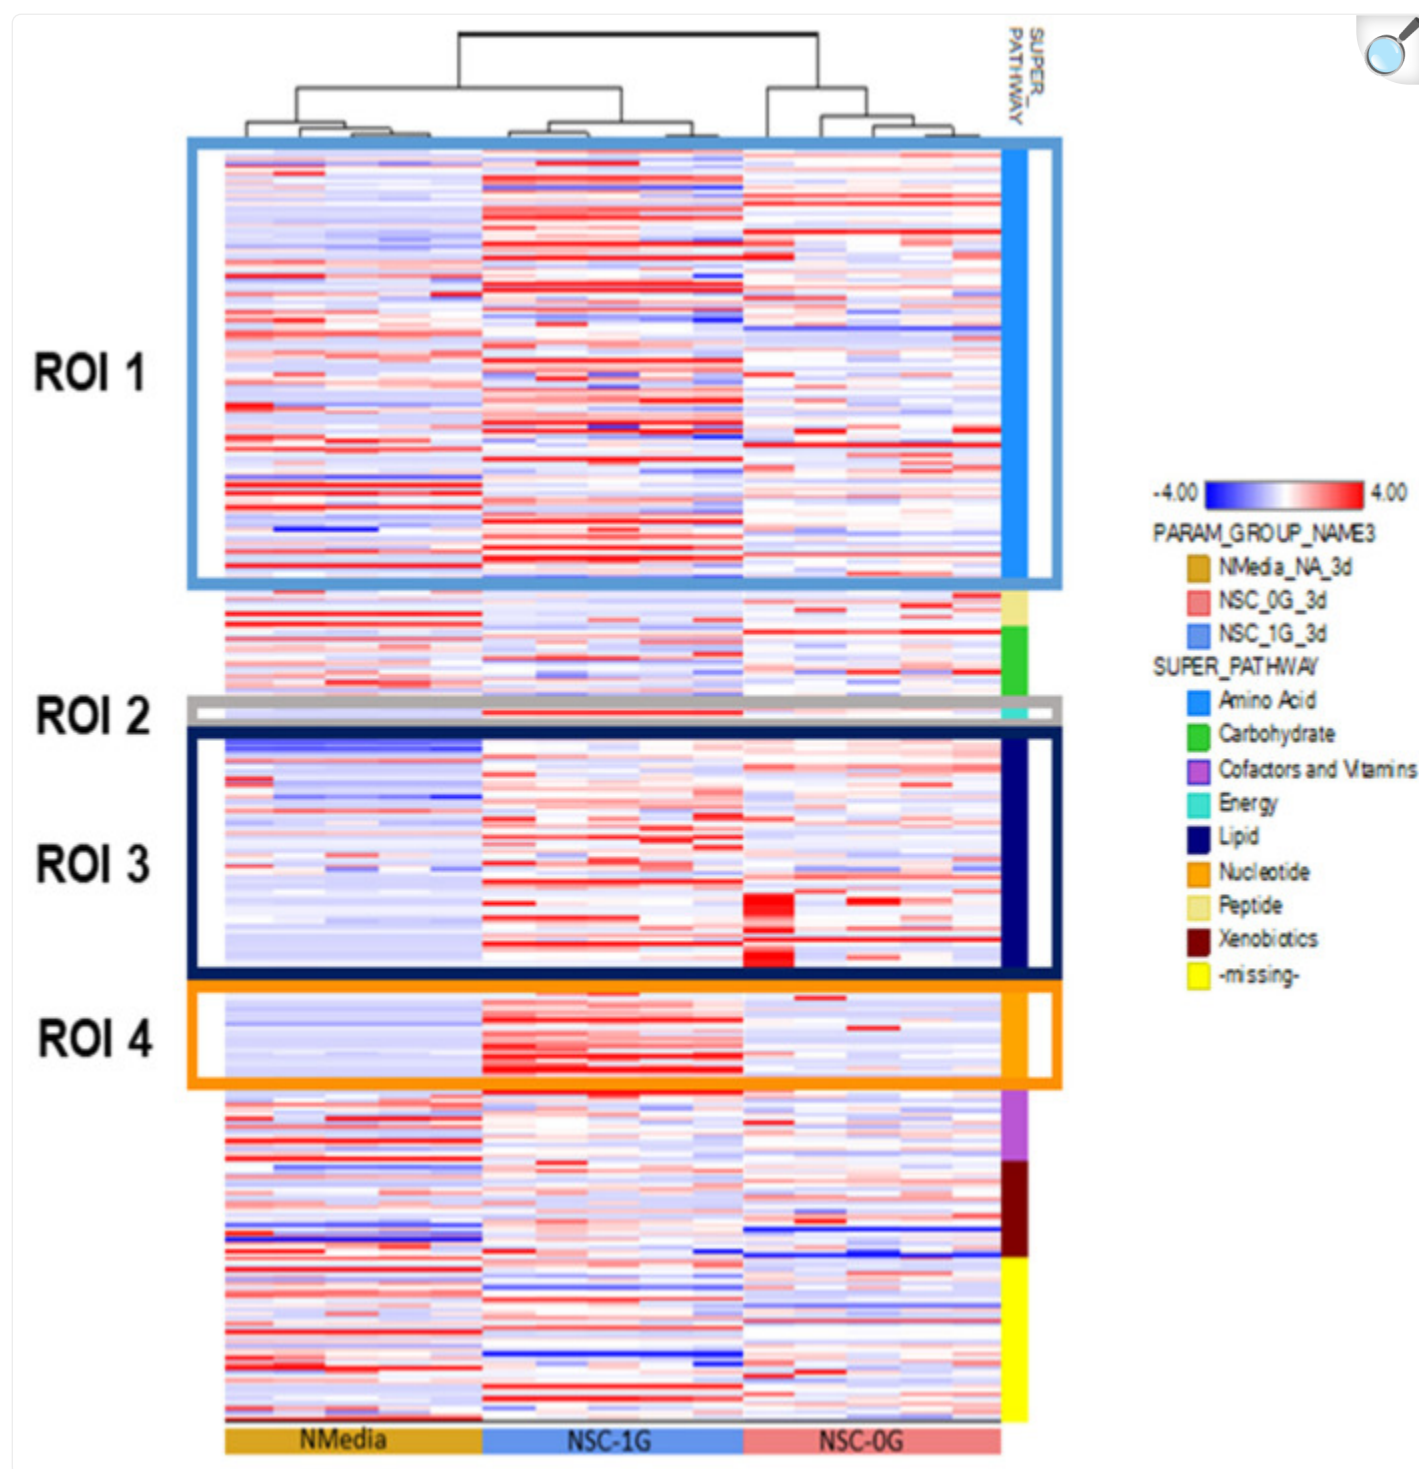 SUPER_
PATHWAY
ROI 1
ROI 2
ROI 3
ROI 4
-4.00 4.00
PARAM_GROUP_NAME3
NMedia_NA_3d
NSC_0G_3d
NSC_1G_3d
SUPER_PATHWAY
Amino Acid
Carbohydrate
Cofactors and Vitamins
Energy
Lipid
Nucleotide
Peptide
Xenobiotics
-missing-
NMedia NSC-1G NSC-0G